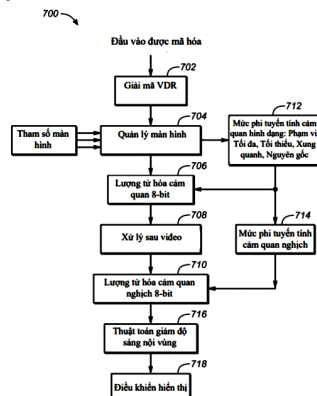 700
Đầu vào được mã hóa
702
Giải mã VDR
704
Quản lý màn hình
Tham số màn
hình
712
Mức phi tuyến tính cảm
quan hình dạng: Phạm vi
Tối đa, Tối thiểu, Xung
quanh, Nguyên gốc
706
Lượng tử hóa cảm
quan 8-bit
708
Xử lý sau video
714
Mức phi tuyến tính
cảm quan nghịch
710
Lượng tử hóa cảm quan
nghịch 8-bit
716
Thuật toán giảm độ
sáng nội vùng
718
Điều khiển hiển thị